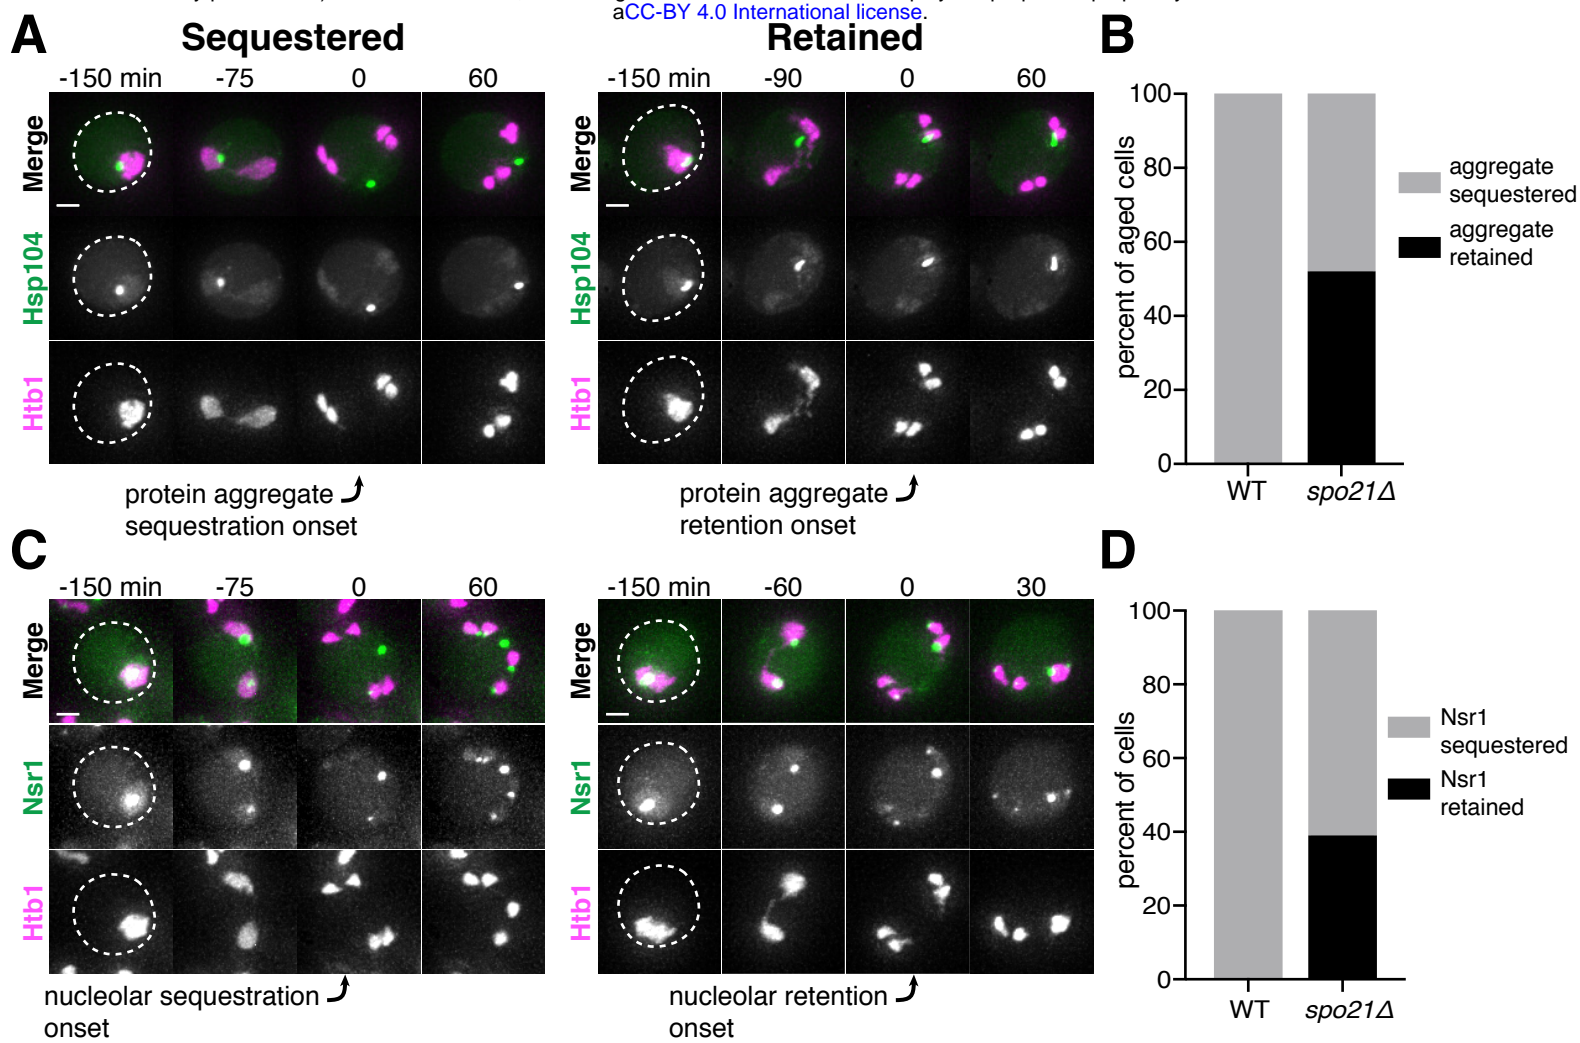 aCC-BY 4.0 International license.
A
Sequestered
Retained
B
-150 min -75 0 60
-150 min -90 0 60
Merge
Hsp104
Htb1
Merge
Hsp104
Htb1
protein aggregate
sequestration onset
protein aggregate
retention onset
percent of aged cells
100
80
60
40
20
0
WT spo21Δ
aggregate
sequestered
aggregate
retained
C
-150 min -75 0 60
-150 min -60 0 30
Merge
Nsr1
Htb1
Merge
Nsr1
Htb1
nucleolar sequestration
onset
nucleolar retention
onset
D
percent of cells
100
80
60
40
20
0
WT spo21Δ
Nsr1
sequestered
Nsr1
retained